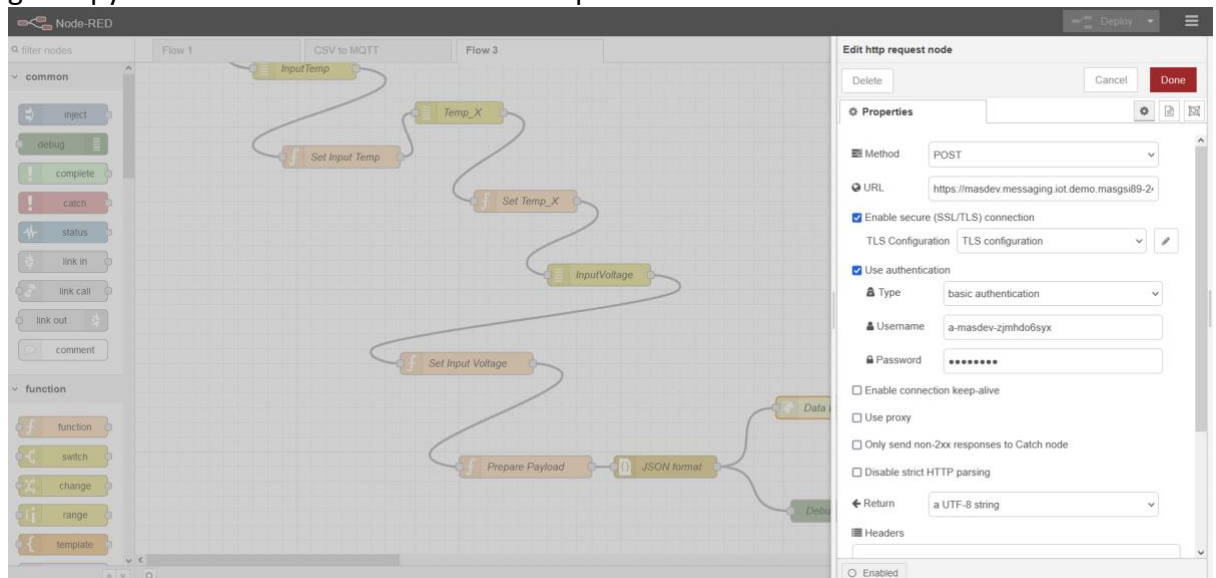 Node-RED
Deploy
filter nodes
Flow 1
CSV to MQTT
Flow 3
common
inject
debug
complete
catch
status
link in
link call
link out
comment
function
function
switch
change
range
template
InputTemp
Temp_X
Set Input Temp
Set Temp_X
InputVoltage
Set Input Voltage
Prepare Payload
JSON format
Data
Debu
Edit http request node
Delete
Cancel
Done
Properties
Method
POST
URL
https://masdev.messaging.iot.demo.masgsi89-2
Enable secure (SSL/TLS) connection
TLS Configuration
TLS configuration
Use authentication
Type
basic authentication
Username
a-masdev-zjmhdo6syx
Password
••••••••
Enable connection keep-alive
Use proxy
Only send non-2xx responses to Catch node
Disable strict HTTP parsing
Return
a UTF-8 string
Headers
Enabled